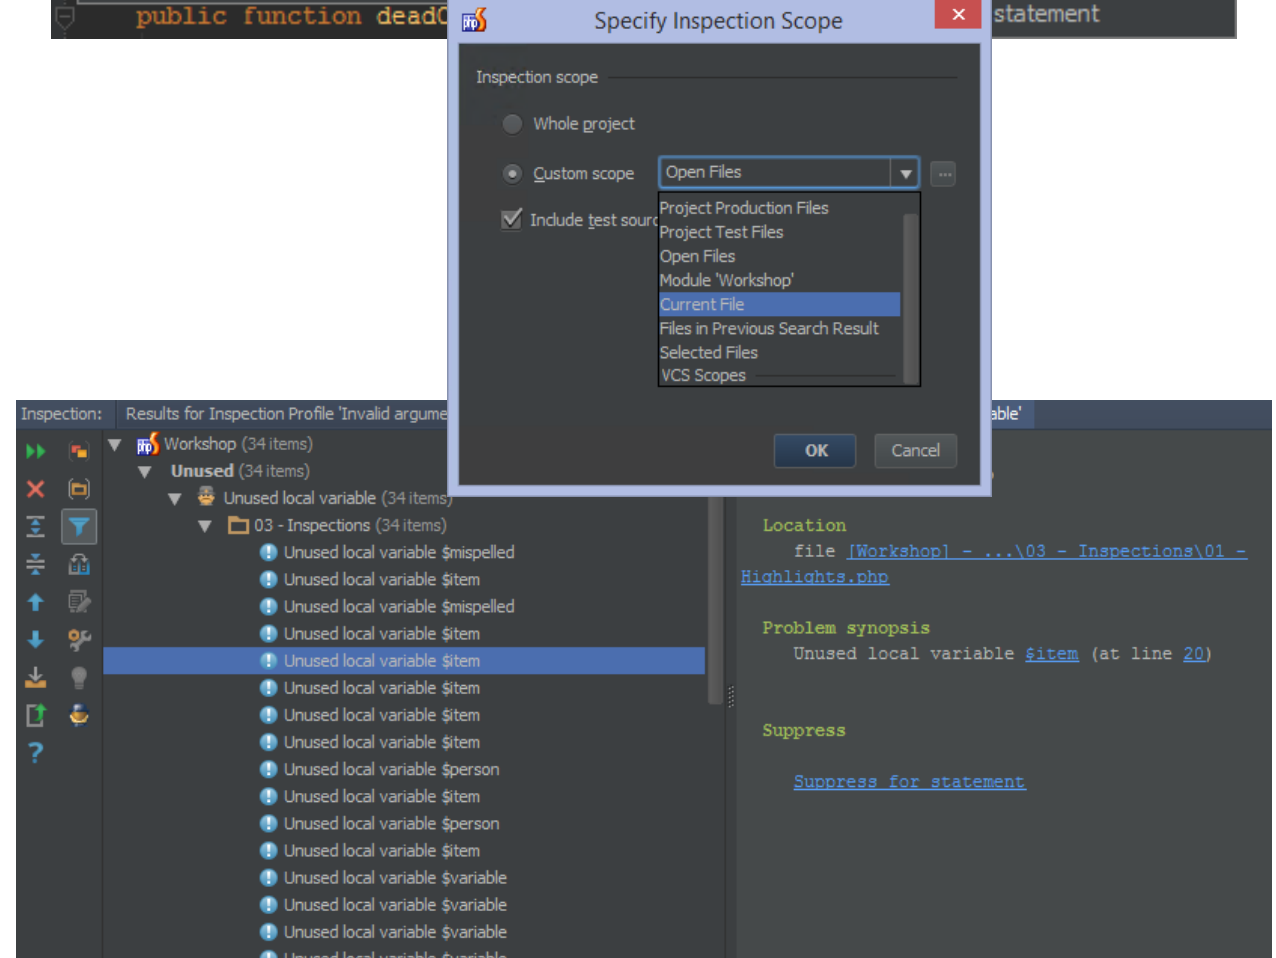 public function dead
statement
Specify Inspection Scope
Inspection scope
Whole project
Custom scope
Open Files
Include test sourc
Project Production Files
Project Test Files
Open Files
Module 'Workshop'
Current File
Files in Previous Search Result
Selected Files
VCS Scopes
OK
Cancel
Inspection:
Results for Inspection Profile 'Invalid argume
able'
Workshop (34 items)
Unused (34 items)
Unused local variable (34 items)
03 - Inspections (34 items)
Unused local variable $mispelled
Unused local variable $item
Unused local variable $mispelled
Unused local variable $item
Unused local variable $item
Unused local variable $item
Unused local variable $item
Unused local variable $item
Unused local variable $person
Unused local variable $item
Unused local variable $person
Unused local variable $item
Unused local variable $variable
Unused local variable $variable
Unused local variable $variable
Unused local variable $variable
Location
file [Workshop] - ...\03 - Inspections\01 -
Highlights.php
Problem synopsis
Unused local variable $item (at line 20)
Suppress
Suppress for statement